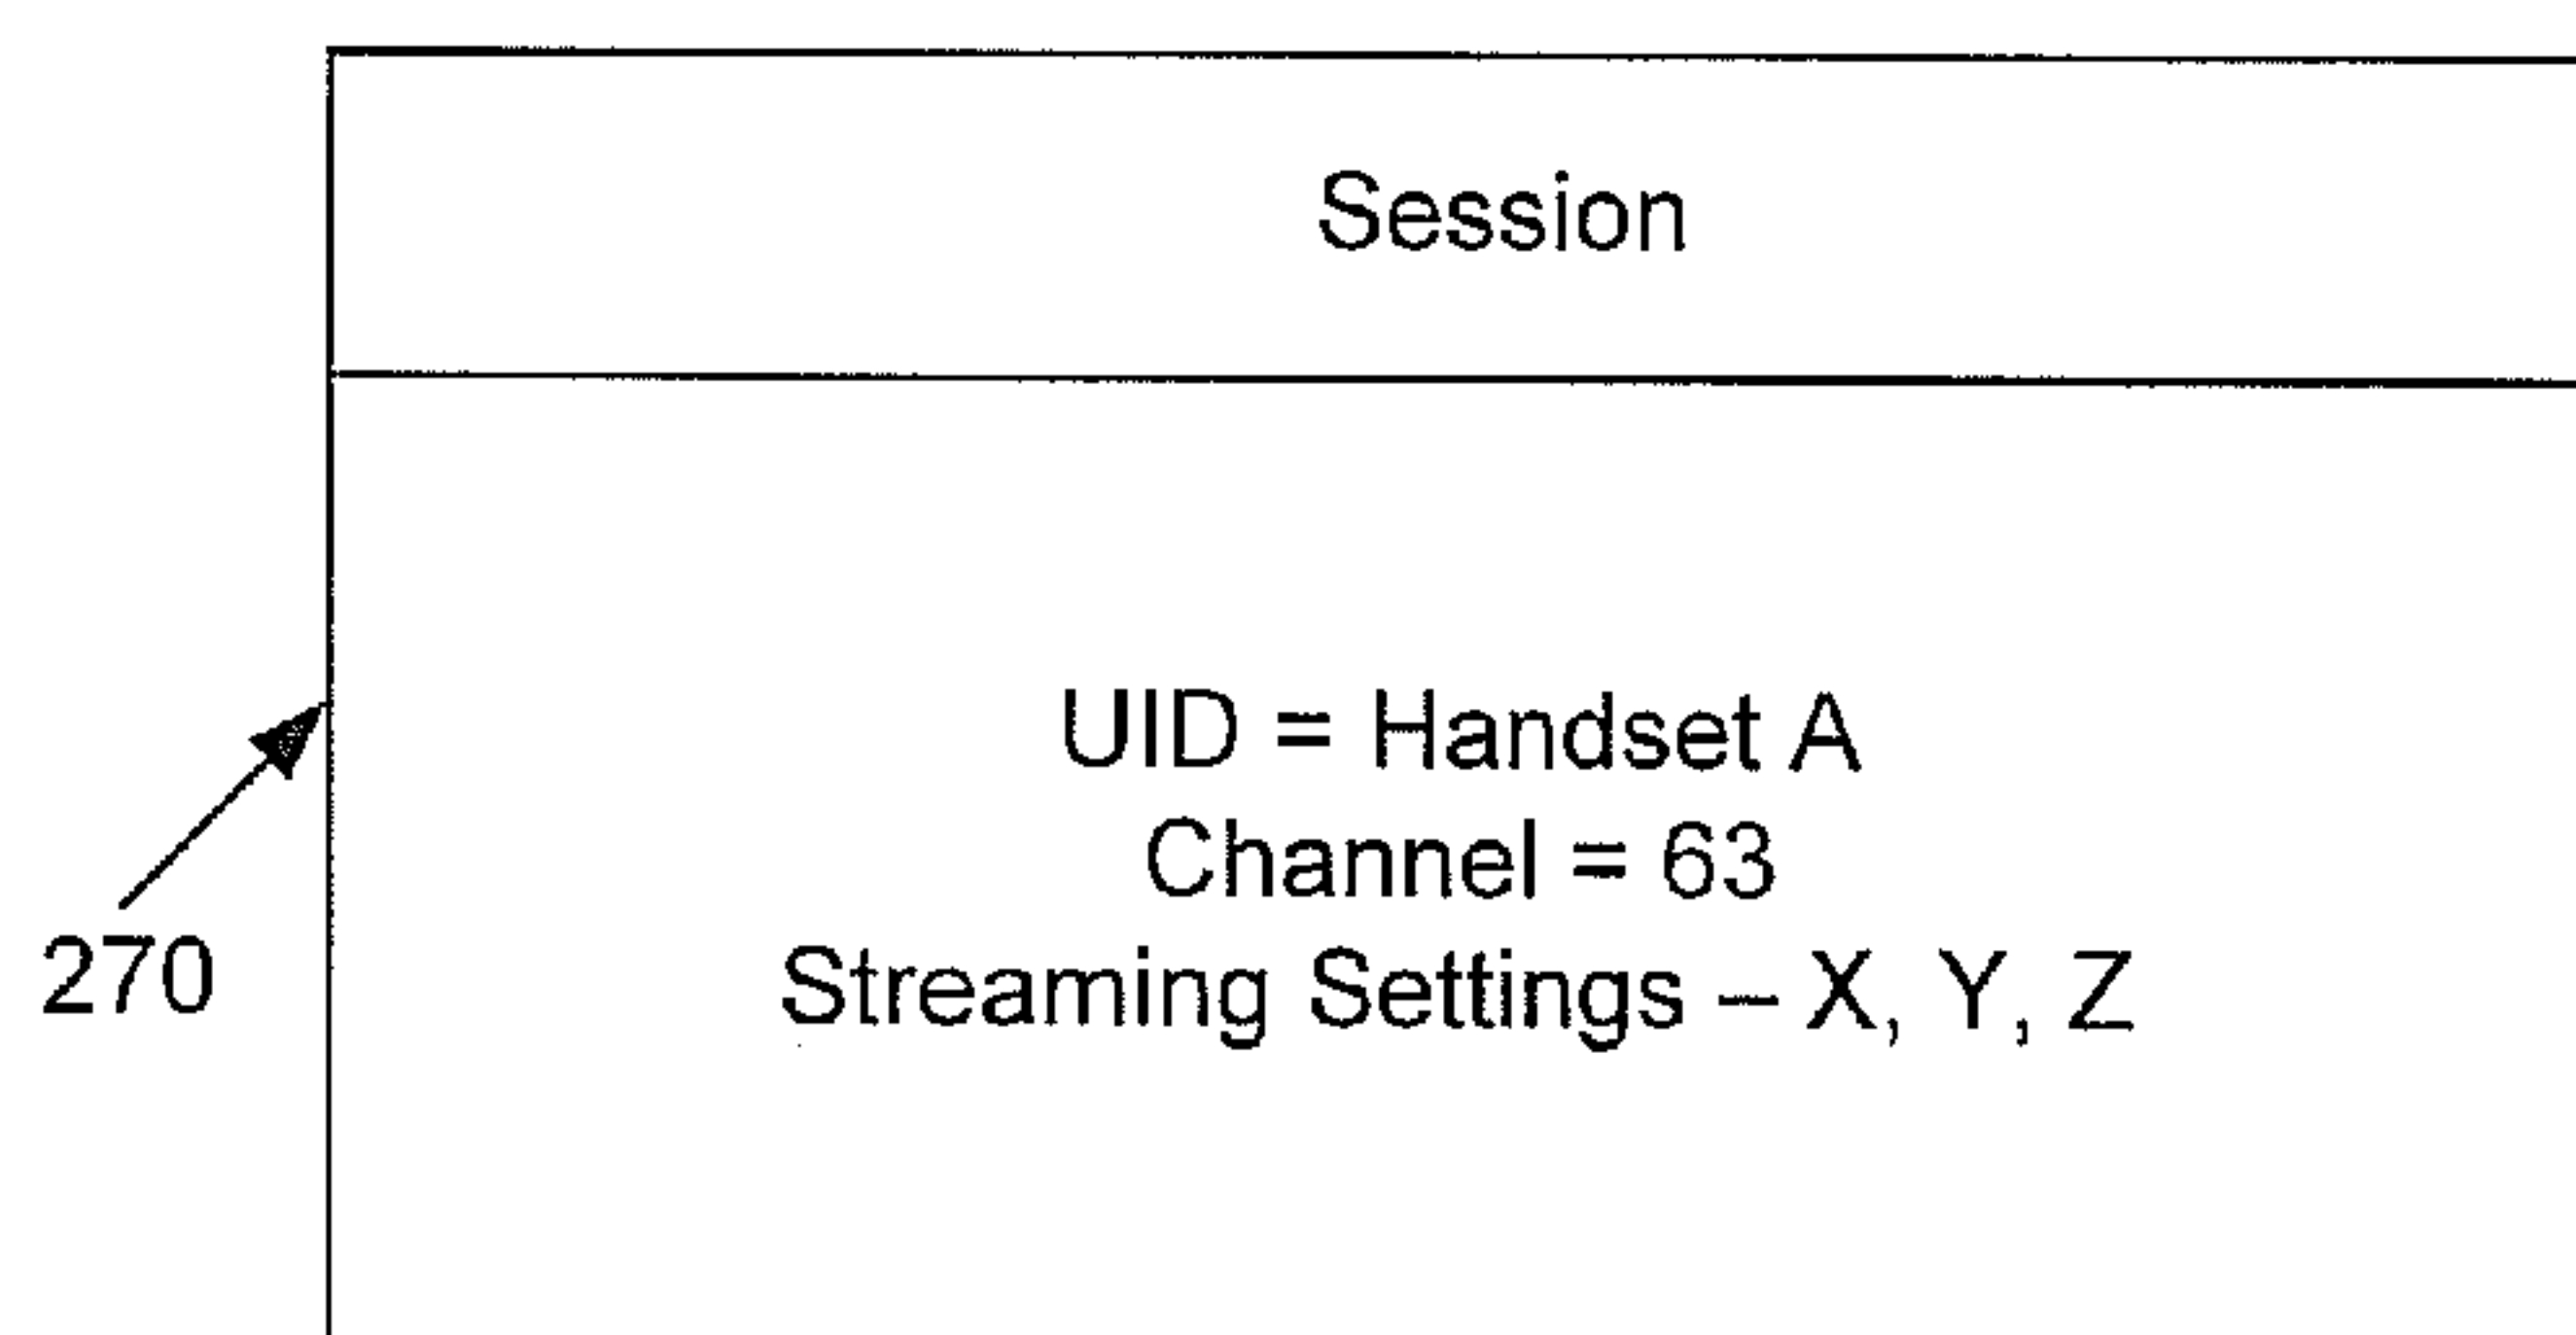 Session
UID = Handset A
Channel = 63
Streaming Settings – X, Y, Z
270